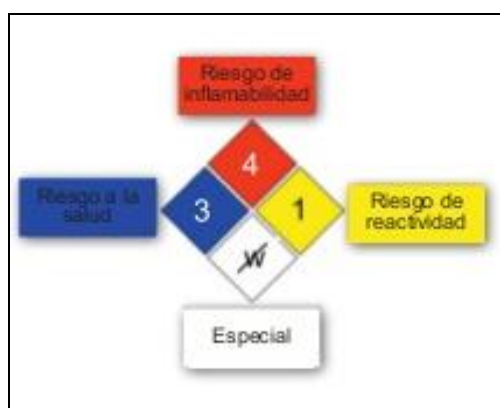 Riesgo de
inflamabilidad
4
Riesgo a la
salud
3
1
Riesgo de
reactividad
W
Especial